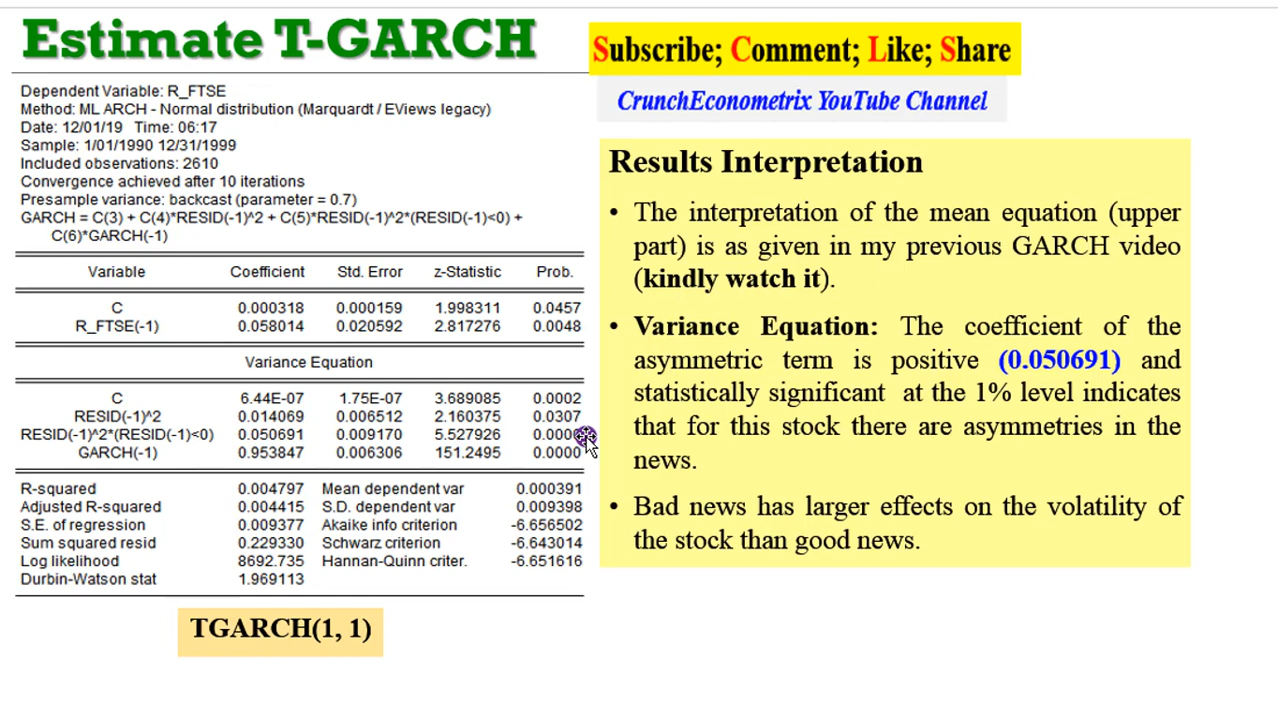 Estimate T-GARCH
Subscribe; Comment; Like; Share
CrunchEconometrix YouTube Channel
Dependent Variable: R_FTSE
Method: ML ARCH - Normal distribution (Marquardt / EViews legacy)
Date: 12/01/19 Time: 06:17
Sample: 1/01/1990 12/31/1999
Included observations: 2610
Convergence achieved after 10 iterations
Presample variance: backcast (parameter = 0.7)
GARCH = C(3) + C(4)*RESID(-1)^2 + C(5)*RESID(-1)^2*(RESID(-1)<0) +
C(6)*GARCH(-1)
Variable Coefficient Std. Error z-Statistic Prob.
C 0.000318 0.000159 1.998311 0.0457
R_FTSE(-1) 0.058014 0.020592 2.817276 0.0048
Variance Equation
C 6.44E-07 1.75E-07 3.689085 0.0002
RESID(-1)^2 0.014069 0.006512 2.160375 0.0307
RESID(-1)^2*(RESID(-1)<0) 0.050691 0.009170 5.527926
GARCH(-1) 0.953847 0.006306 151.2495 0.0000
R-squared 0.004797 Mean dependent var 0.000391
Adjusted R-squared 0.004415 S.D. dependent var 0.009398
S.E. of regression 0.009377 Akaike info criterion -6.656502
Sum squared resid 0.229330 Schwarz criterion -6.643014
Log likelihood 8692.735 Hannan-Quinn criter. -6.651616
Durbin-Watson stat 1.969113
TGARCH(1, 1)
Results Interpretation
• The interpretation of the mean equation (upper
part) is as given in my previous GARCH video
(kindly watch it).
• Variance Equation: The coefficient of the
asymmetric term is positive (0.050691) and
statistically significant at the 1% level indicates
that for this stock there are asymmetries in the
news.
• Bad news has larger effects on the volatility of
the stock than good news.